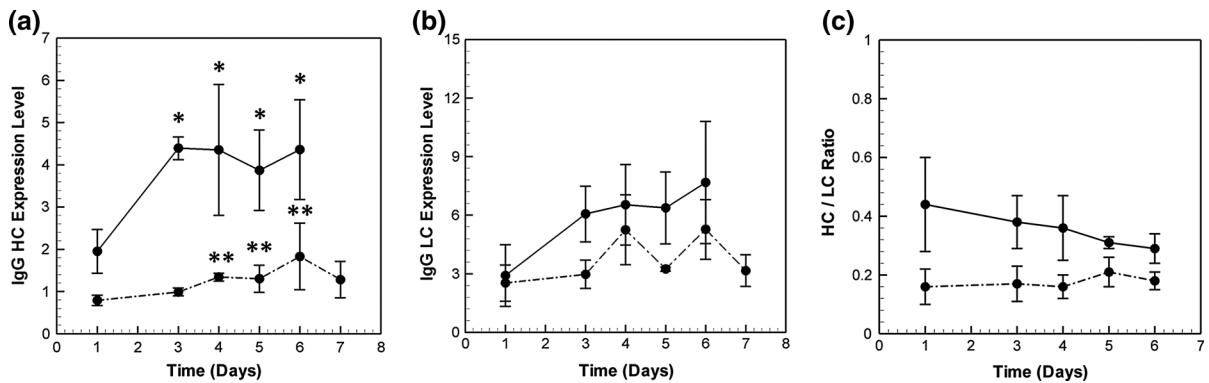 (a)
7
6
5
4
3
2
1
0
IgG HC Expression Level
* * * *
** ** **
0 1 2 3 4 5 6 7 8
Time (Days)
(b)
15
12
9
6
3
0
IgG LC Expression Level
0 1 2 3 4 5 6 7 8
Time (Days)
(c)
1
0.8
0.6
0.4
0.2
0
HC / LC Ratio
0 1 2 3 4 5 6 7
Time (Days)